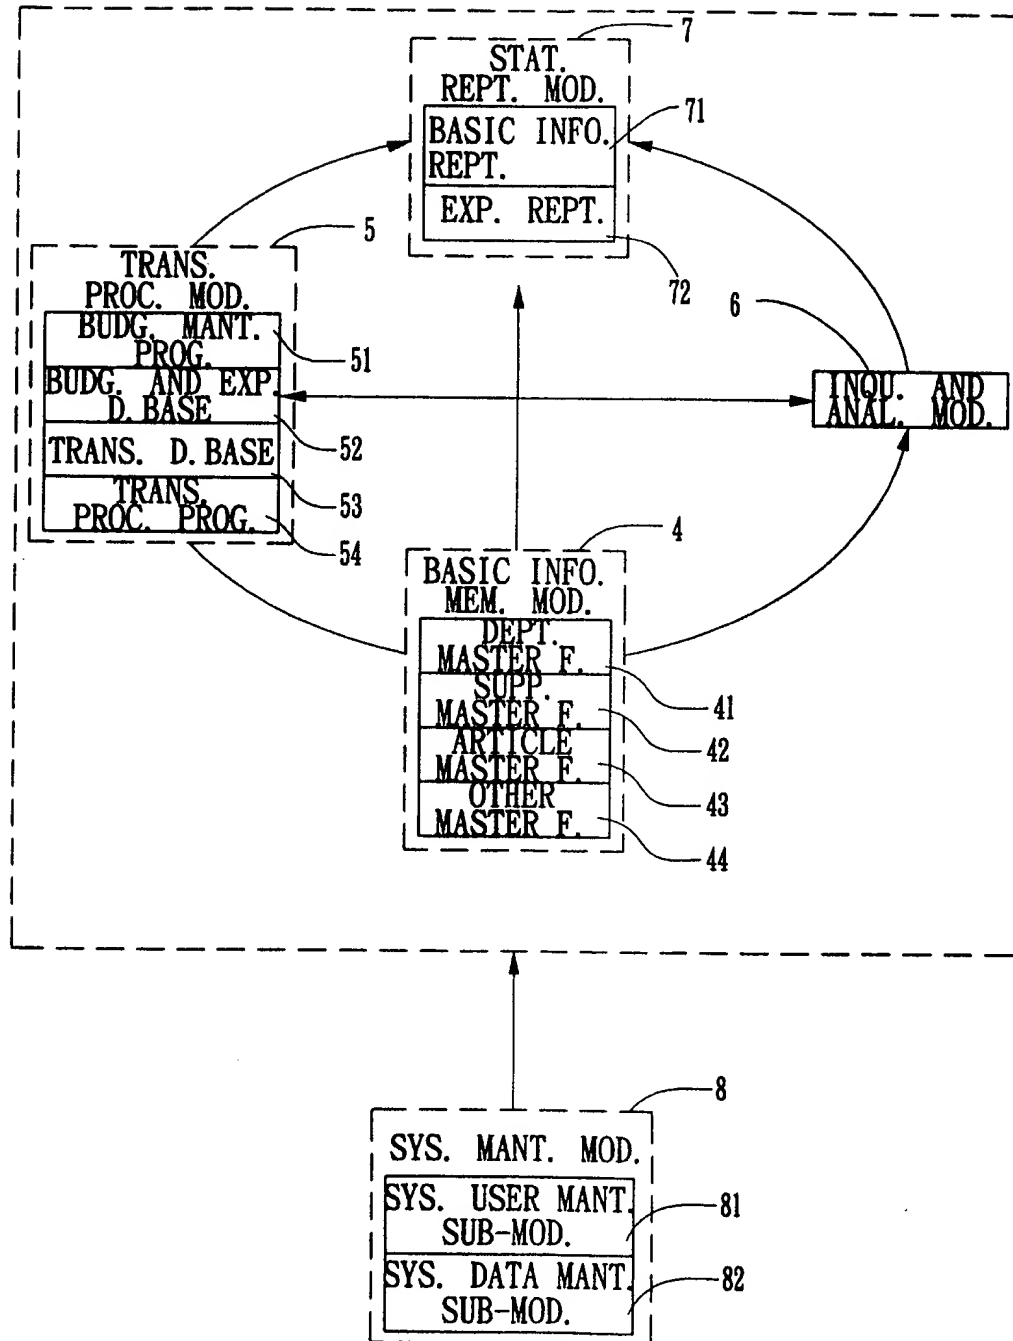 7
STAT.
REPT. MOD.
71
BASIC INFO.
REPT.
EXP. REPT.
72
5
TRANS.
PROC. MOD.
BUDG. MANT.
PROG.
51
BUDG. AND EXP.
D. BASE
52
TRANS. D. BASE
53
TRANS.
PROC. PROG.
54
6
INQU. AND
ANAL. MOD.
4
BASIC INFO.
MEM. MOD.
DEPT.
MASTER F.
41
SUPP.
MASTER F.
42
ARTICLE
MASTER F.
43
OTHER
MASTER F.
44
8
SYS. MANT. MOD.
SYS. USER MANT.
SUB-MOD.
81
SYS. DATA MANT.
SUB-MOD.
82